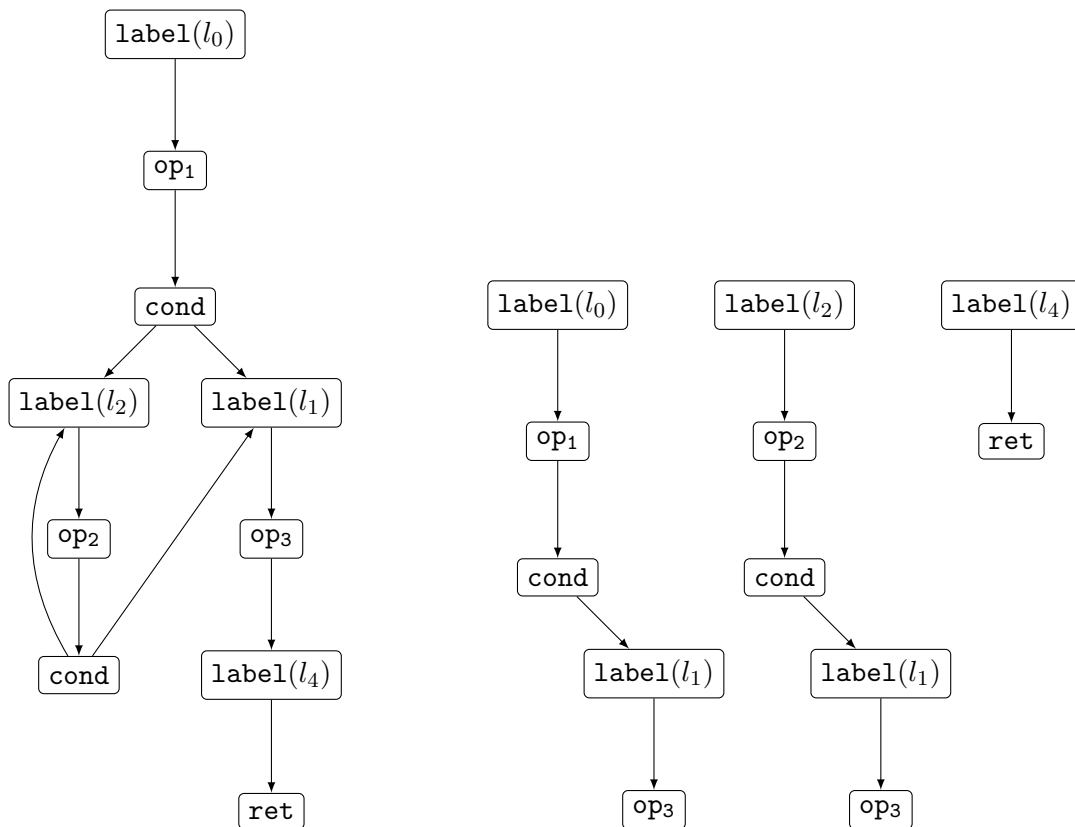 label(l₀)
op₁
cond
label(l₂)
label(l₁)
op₂
op₃
cond
label(l₄)
ret
label(l₀)
label(l₂)
label(l₄)
op₁
op₂
ret
cond
cond
label(l₁)
label(l₁)
op₃
op₃